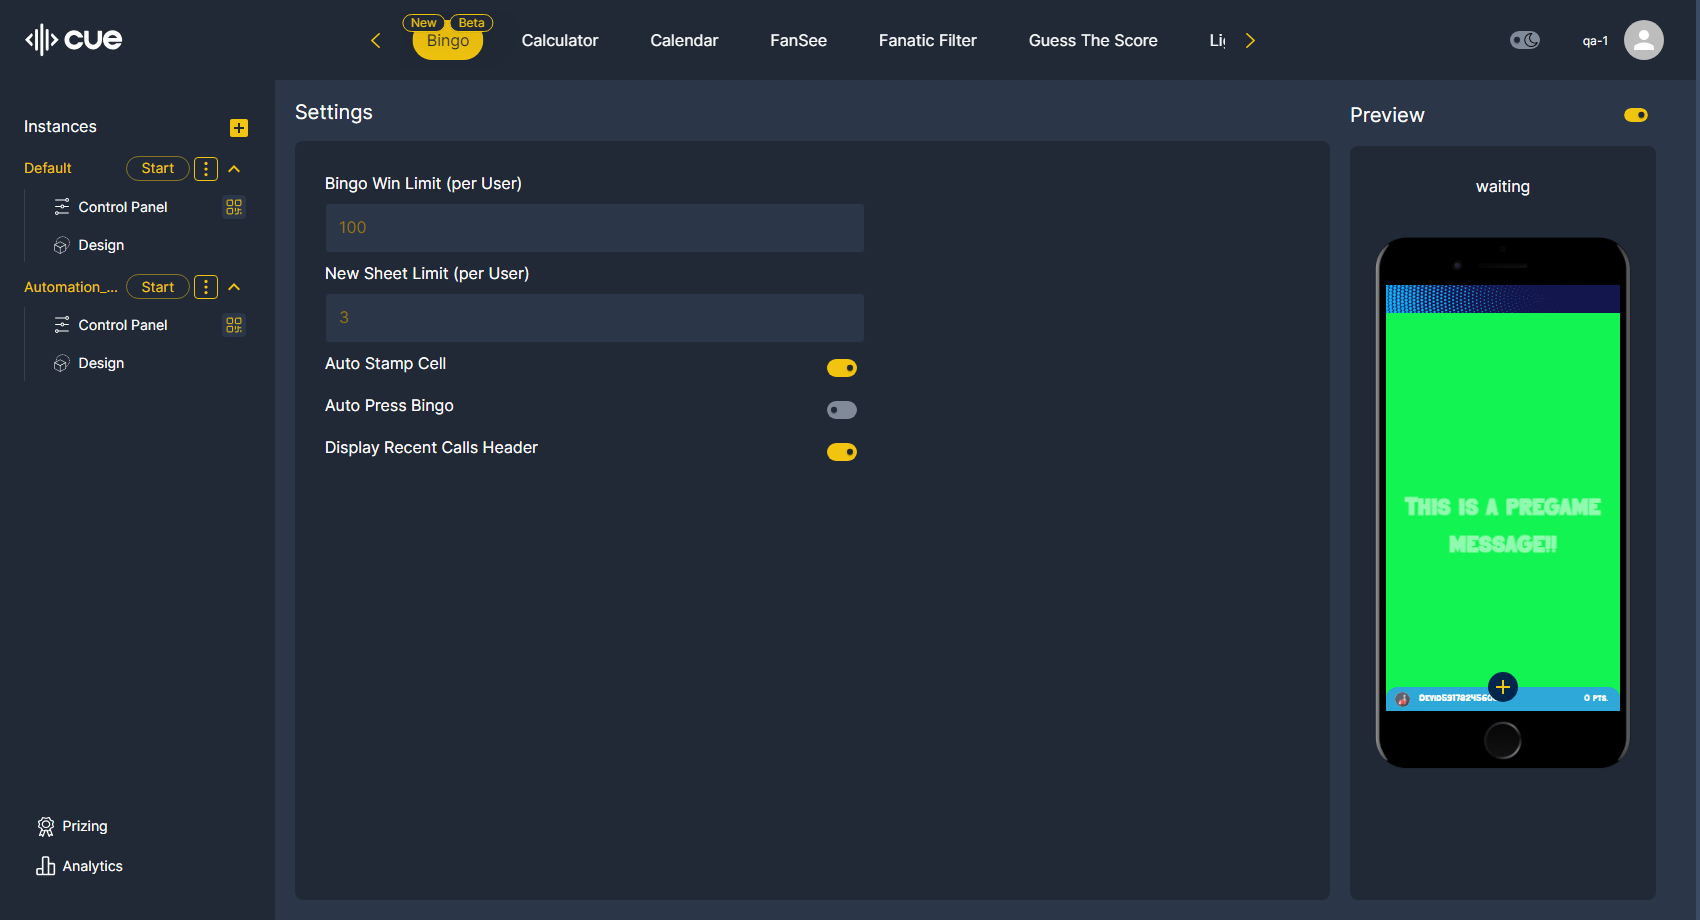 cue
New Beta
Bingo
Calculator
Calendar
FanSee
Fanatic Filter
Guess The Score
qa-1
Instances
Default
Start
Control Panel
Design
Automation_...
Start
Control Panel
Design
Prizing
Analytics
Settings
Bingo Win Limit (per User)
100
New Sheet Limit (per User)
3
Auto Stamp Cell
Auto Press Bingo
Display Recent Calls Header
Preview
waiting
This is a pregame
message!!
0 pts.